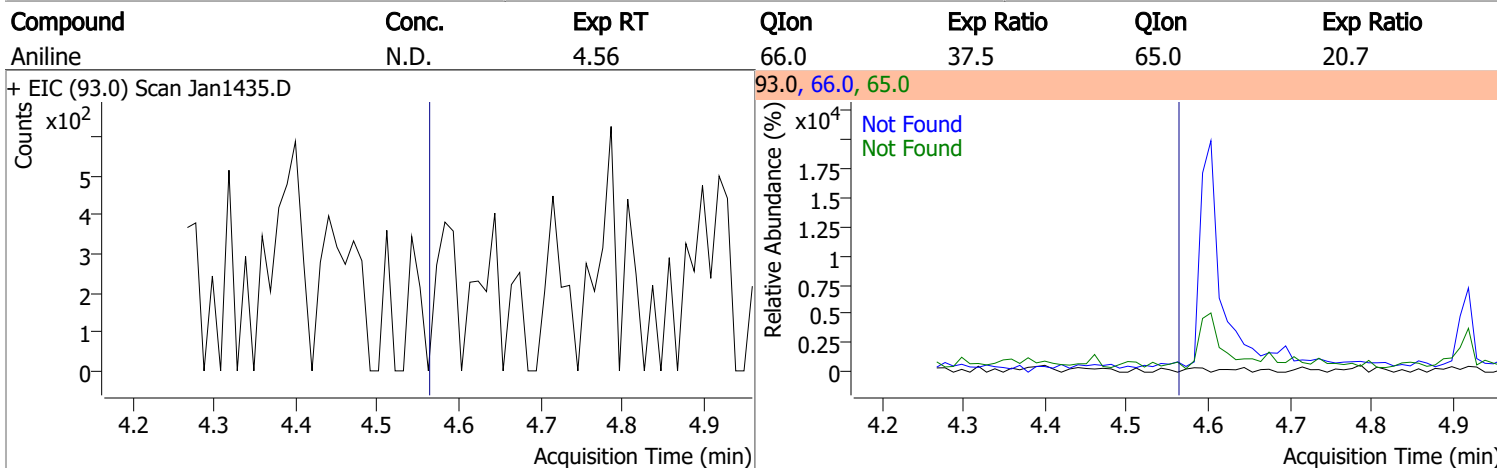 Compound Conc. Exp RT QIon Exp Ratio QIon Exp Ratio
Aniline N.D. 4.56 66.0 37.5 65.0 20.7
+ EIC (93.0) Scan Jan1435.D
Counts
x10²
5
4
3
2
1
0
4.2 4.3 4.4 4.5 4.6 4.7 4.8 4.9
Acquisition Time (min)
93.0, 66.0, 65.0
Relative Abundance (%)
x10⁴
Not Found
Not Found
1.75
1.5
1.25
1
0.75
0.5
0.25
0
4.2 4.3 4.4 4.5 4.6 4.7 4.8 4.9
Acquisition Time (min)